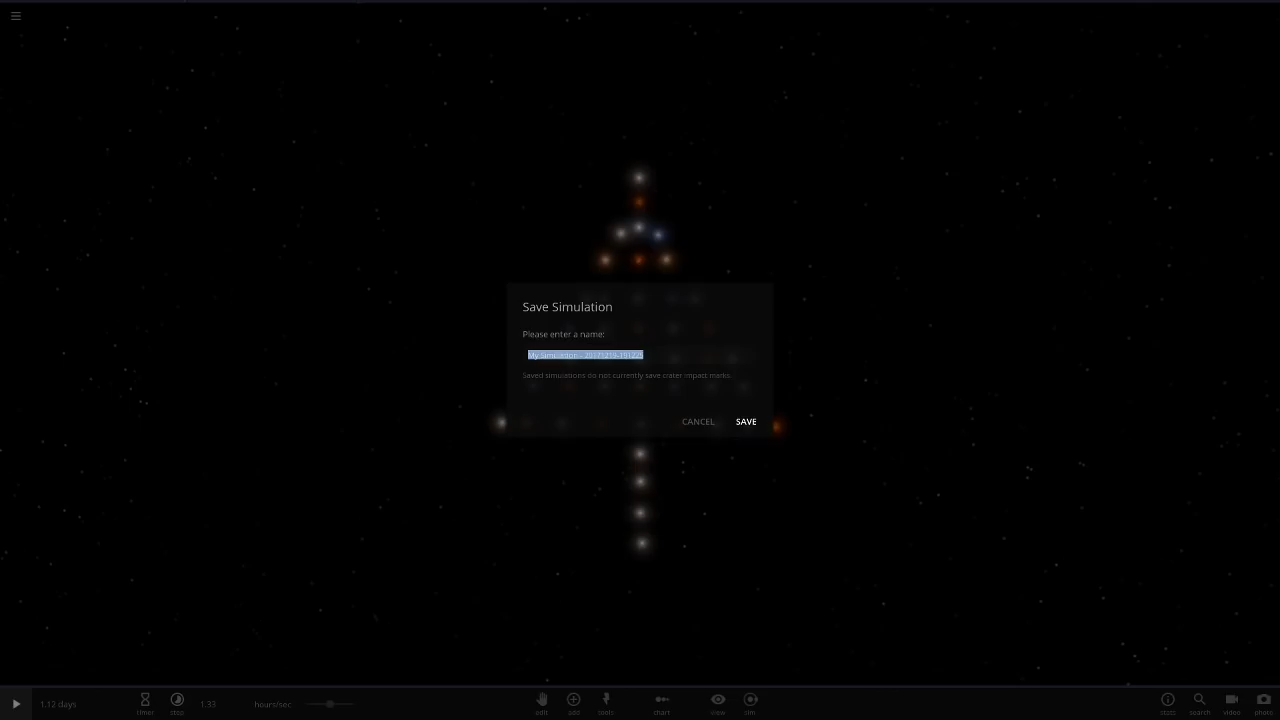 Save Simulation
Please enter a name:
My Simulation - 20171219-191225
Saved simulations do not currently save crater impact marks.
CANCEL SAVE
1.12 days
timer
step
1.33 hours/sec
edit
add
tools
chart
view
sim
stats
search
video
photo